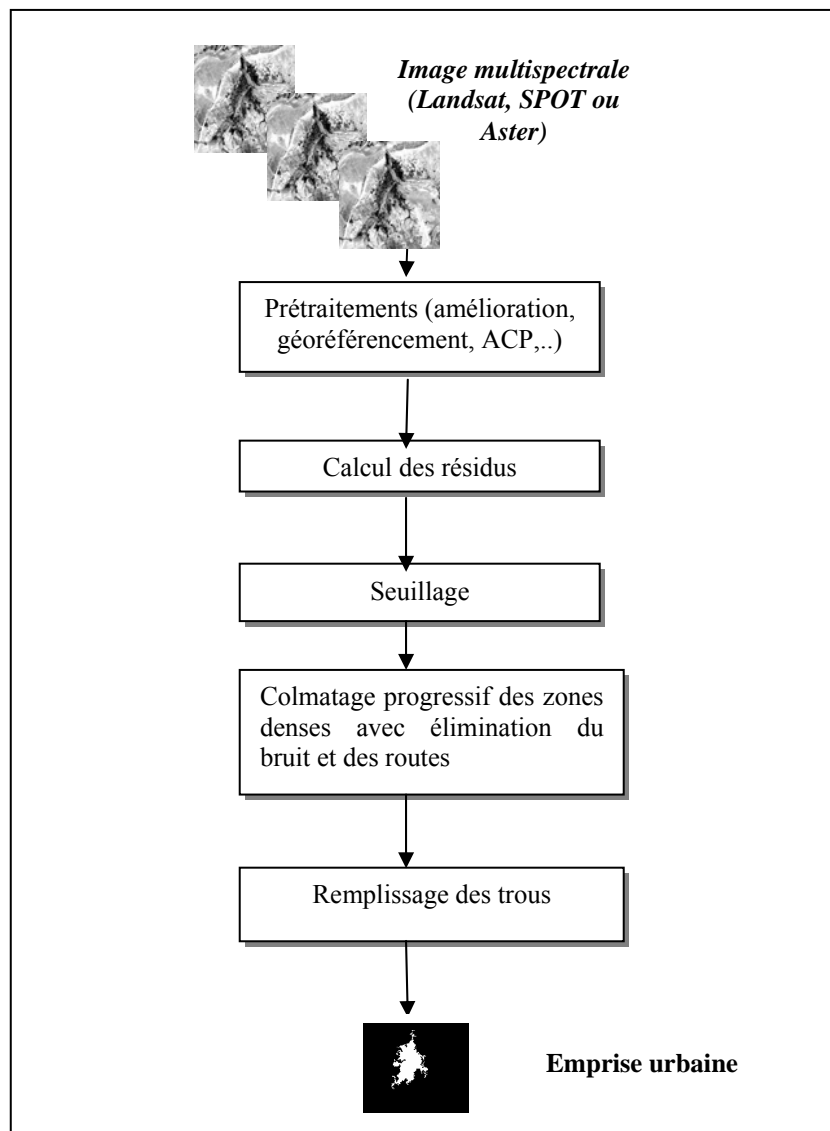 Image multispectrale
(Landsat, SPOT ou
Aster)
Prétraitements (amélioration,
géoréférencement, ACP,..)
Calcul des résidus
Seuillage
Colmatage progressif des zones
denses avec élimination du
bruit et des routes
Remplissage des trous
Emprise urbaine